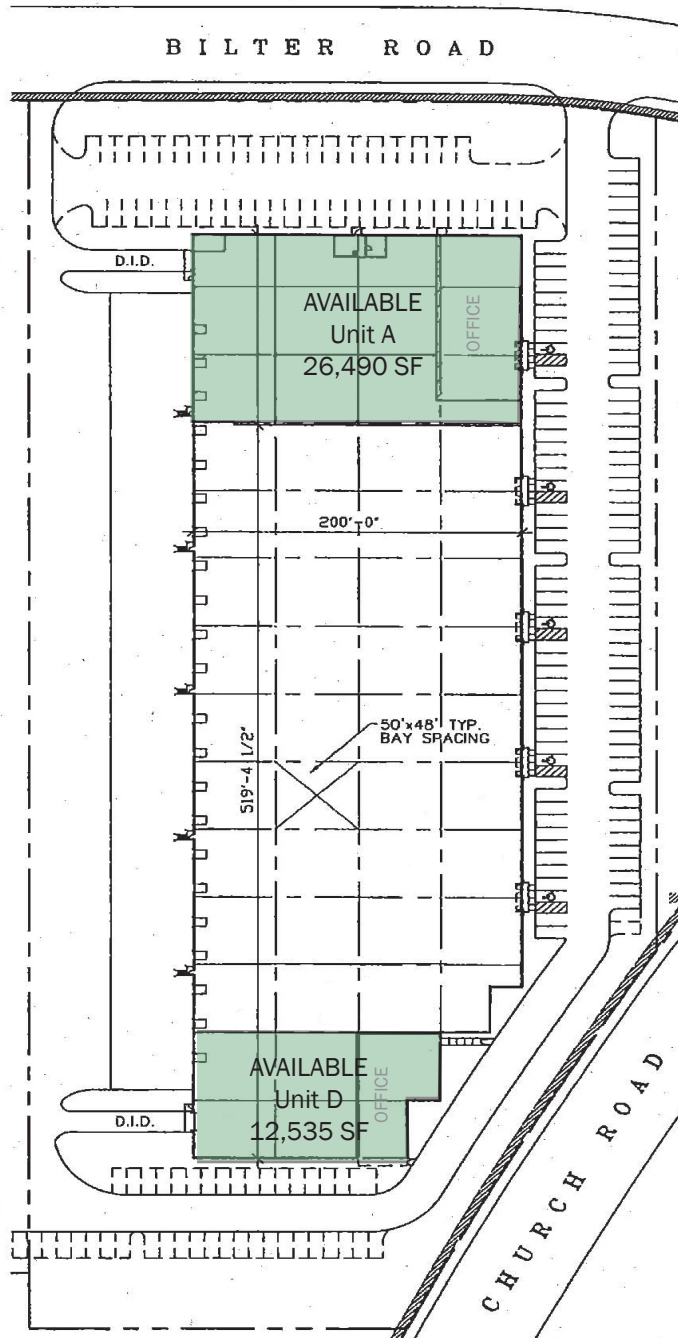 BILTER ROAD
D.I.D.
AVAILABLE
Unit A
26,490 SF
OFFICE
200'-0"
50'x48' TYP.
BAY SPACING
519'-4 1/2"
AVAILABLE
Unit D
12,535 SF
OFFICE
D.I.D.
CHURCH ROAD